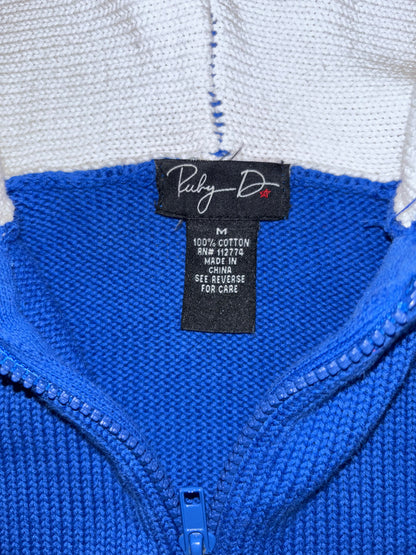 Ruby D
M
100% COTTON
RN# 112774
MADE IN
CHINA
SEE REVERSE
FOR CARE